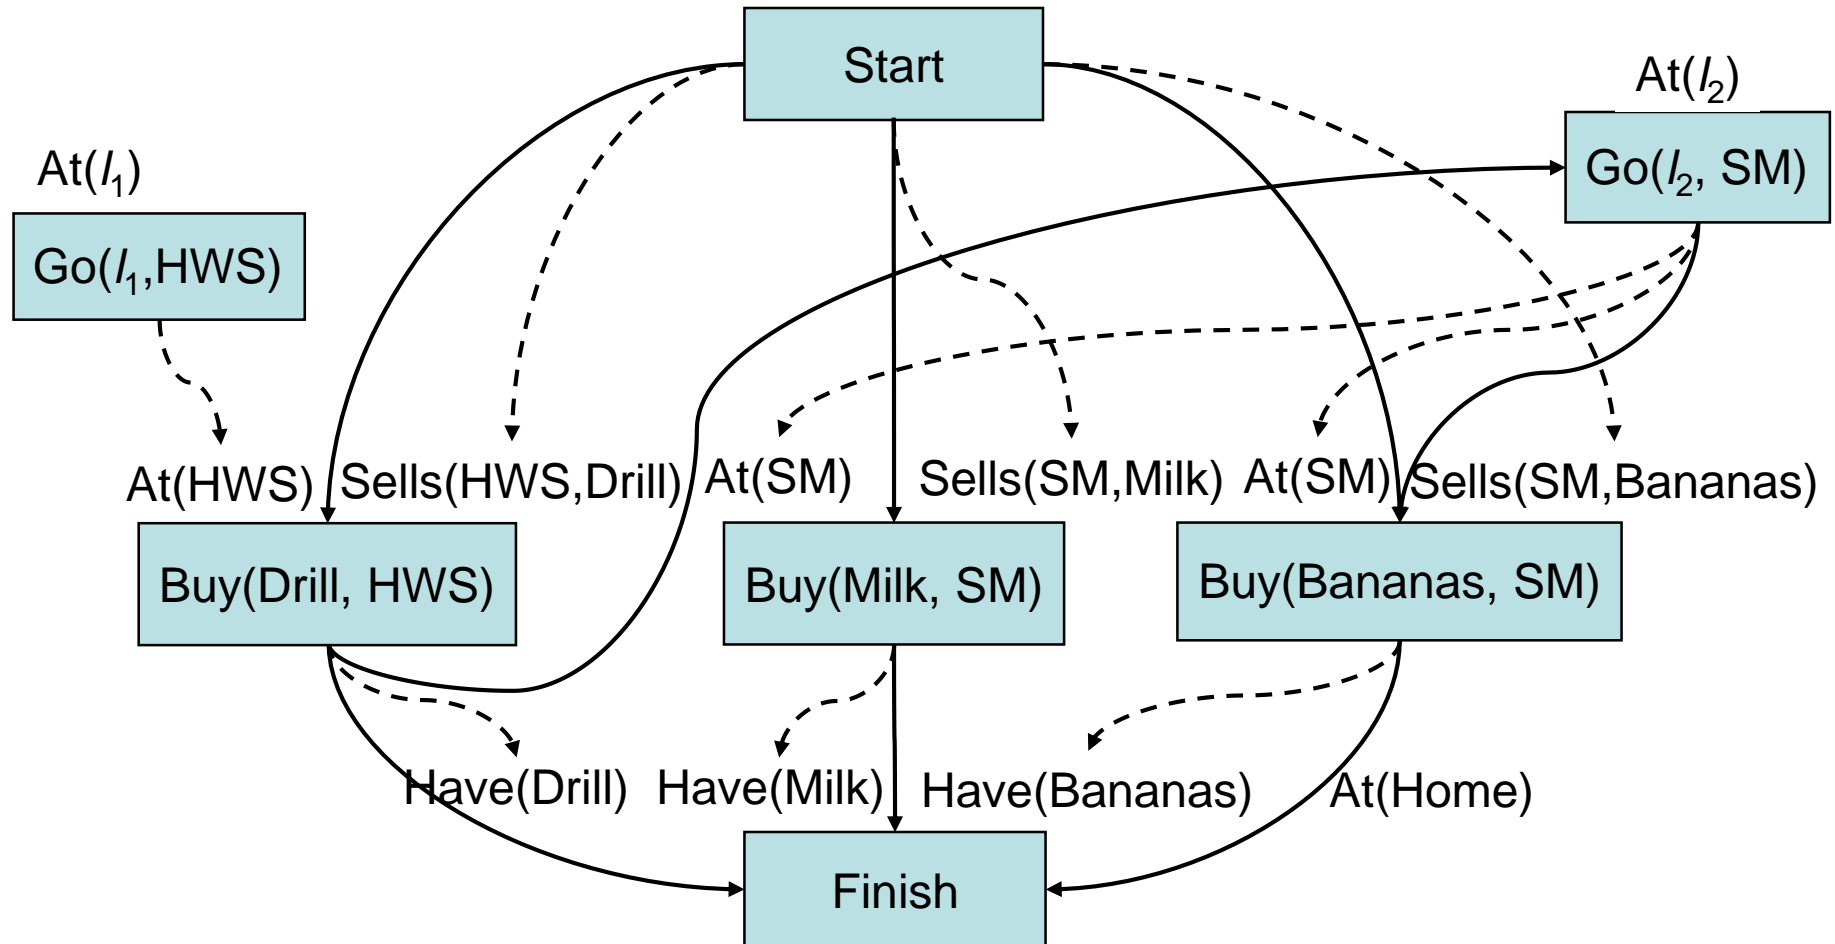 Start
At(l₂)
Go(l₂, SM)
At(l₁)
Go(l₁,HWS)
At(HWS)
Sells(HWS,Drill)
At(SM)
Sells(SM,Milk)
At(SM)
Sells(SM,Bananas)
Buy(Drill, HWS)
Buy(Milk, SM)
Buy(Bananas, SM)
Have(Drill)
Have(Milk)
Have(Bananas)
At(Home)
Finish